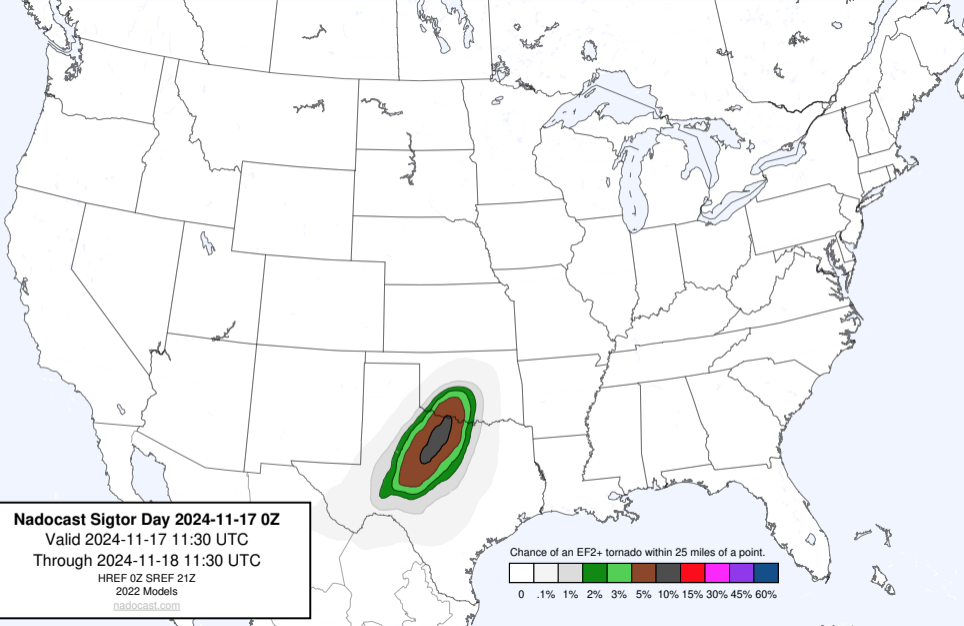 Nadocast Sigtor Day 2024-11-17 0Z
Valid 2024-11-17 11:30 UTC
Through 2024-11-18 11:30 UTC
HREF 0Z SREF 21Z
2022 Models
nadocast.com
Chance of an EF2+ tornado within 25 miles of a point.
0 .1% 1% 2% 3% 5% 10% 15% 30% 45% 60%